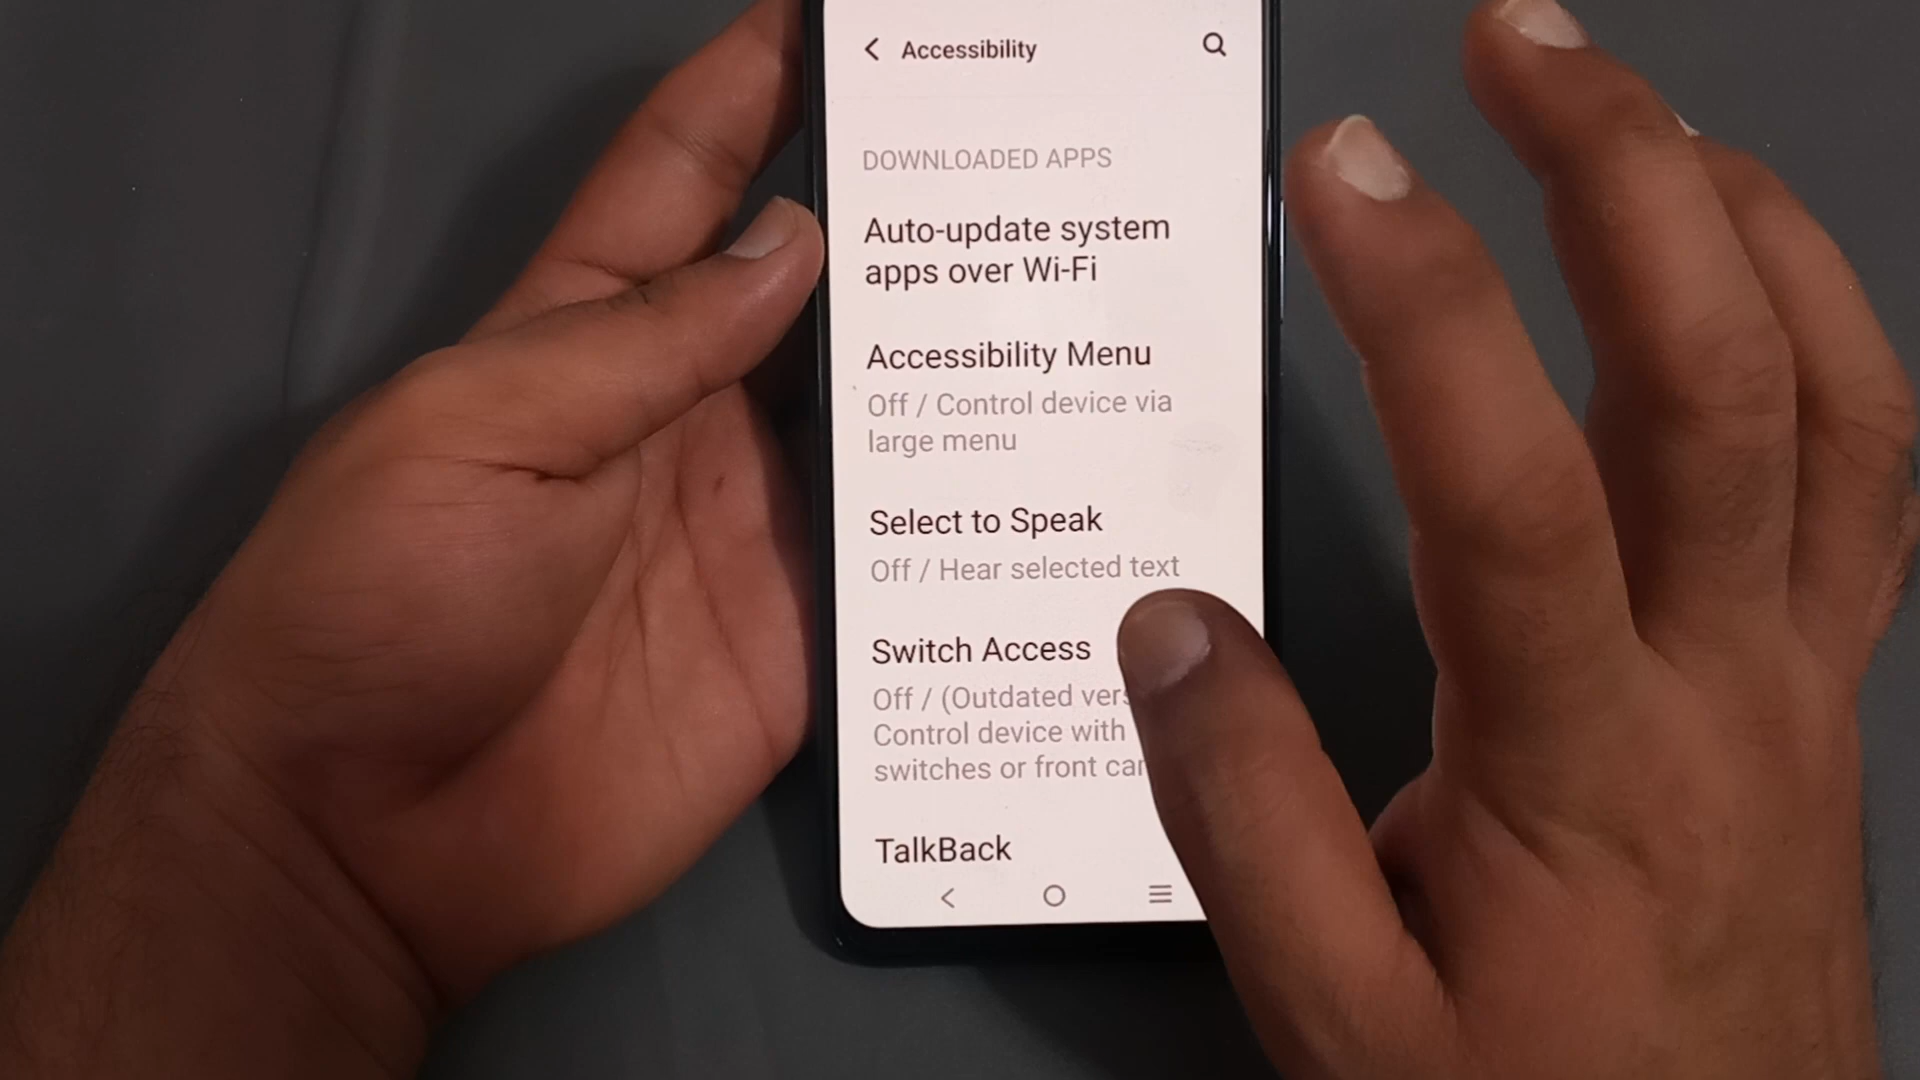 Accessibility
DOWNLOADED APPS
Auto-update system
apps over Wi-Fi
Accessibility Menu
Off / Control device via
large menu
Select to Speak
Off / Hear selected text
Switch Access
Off / (Outdated
Control device with
switches or front
TalkBack